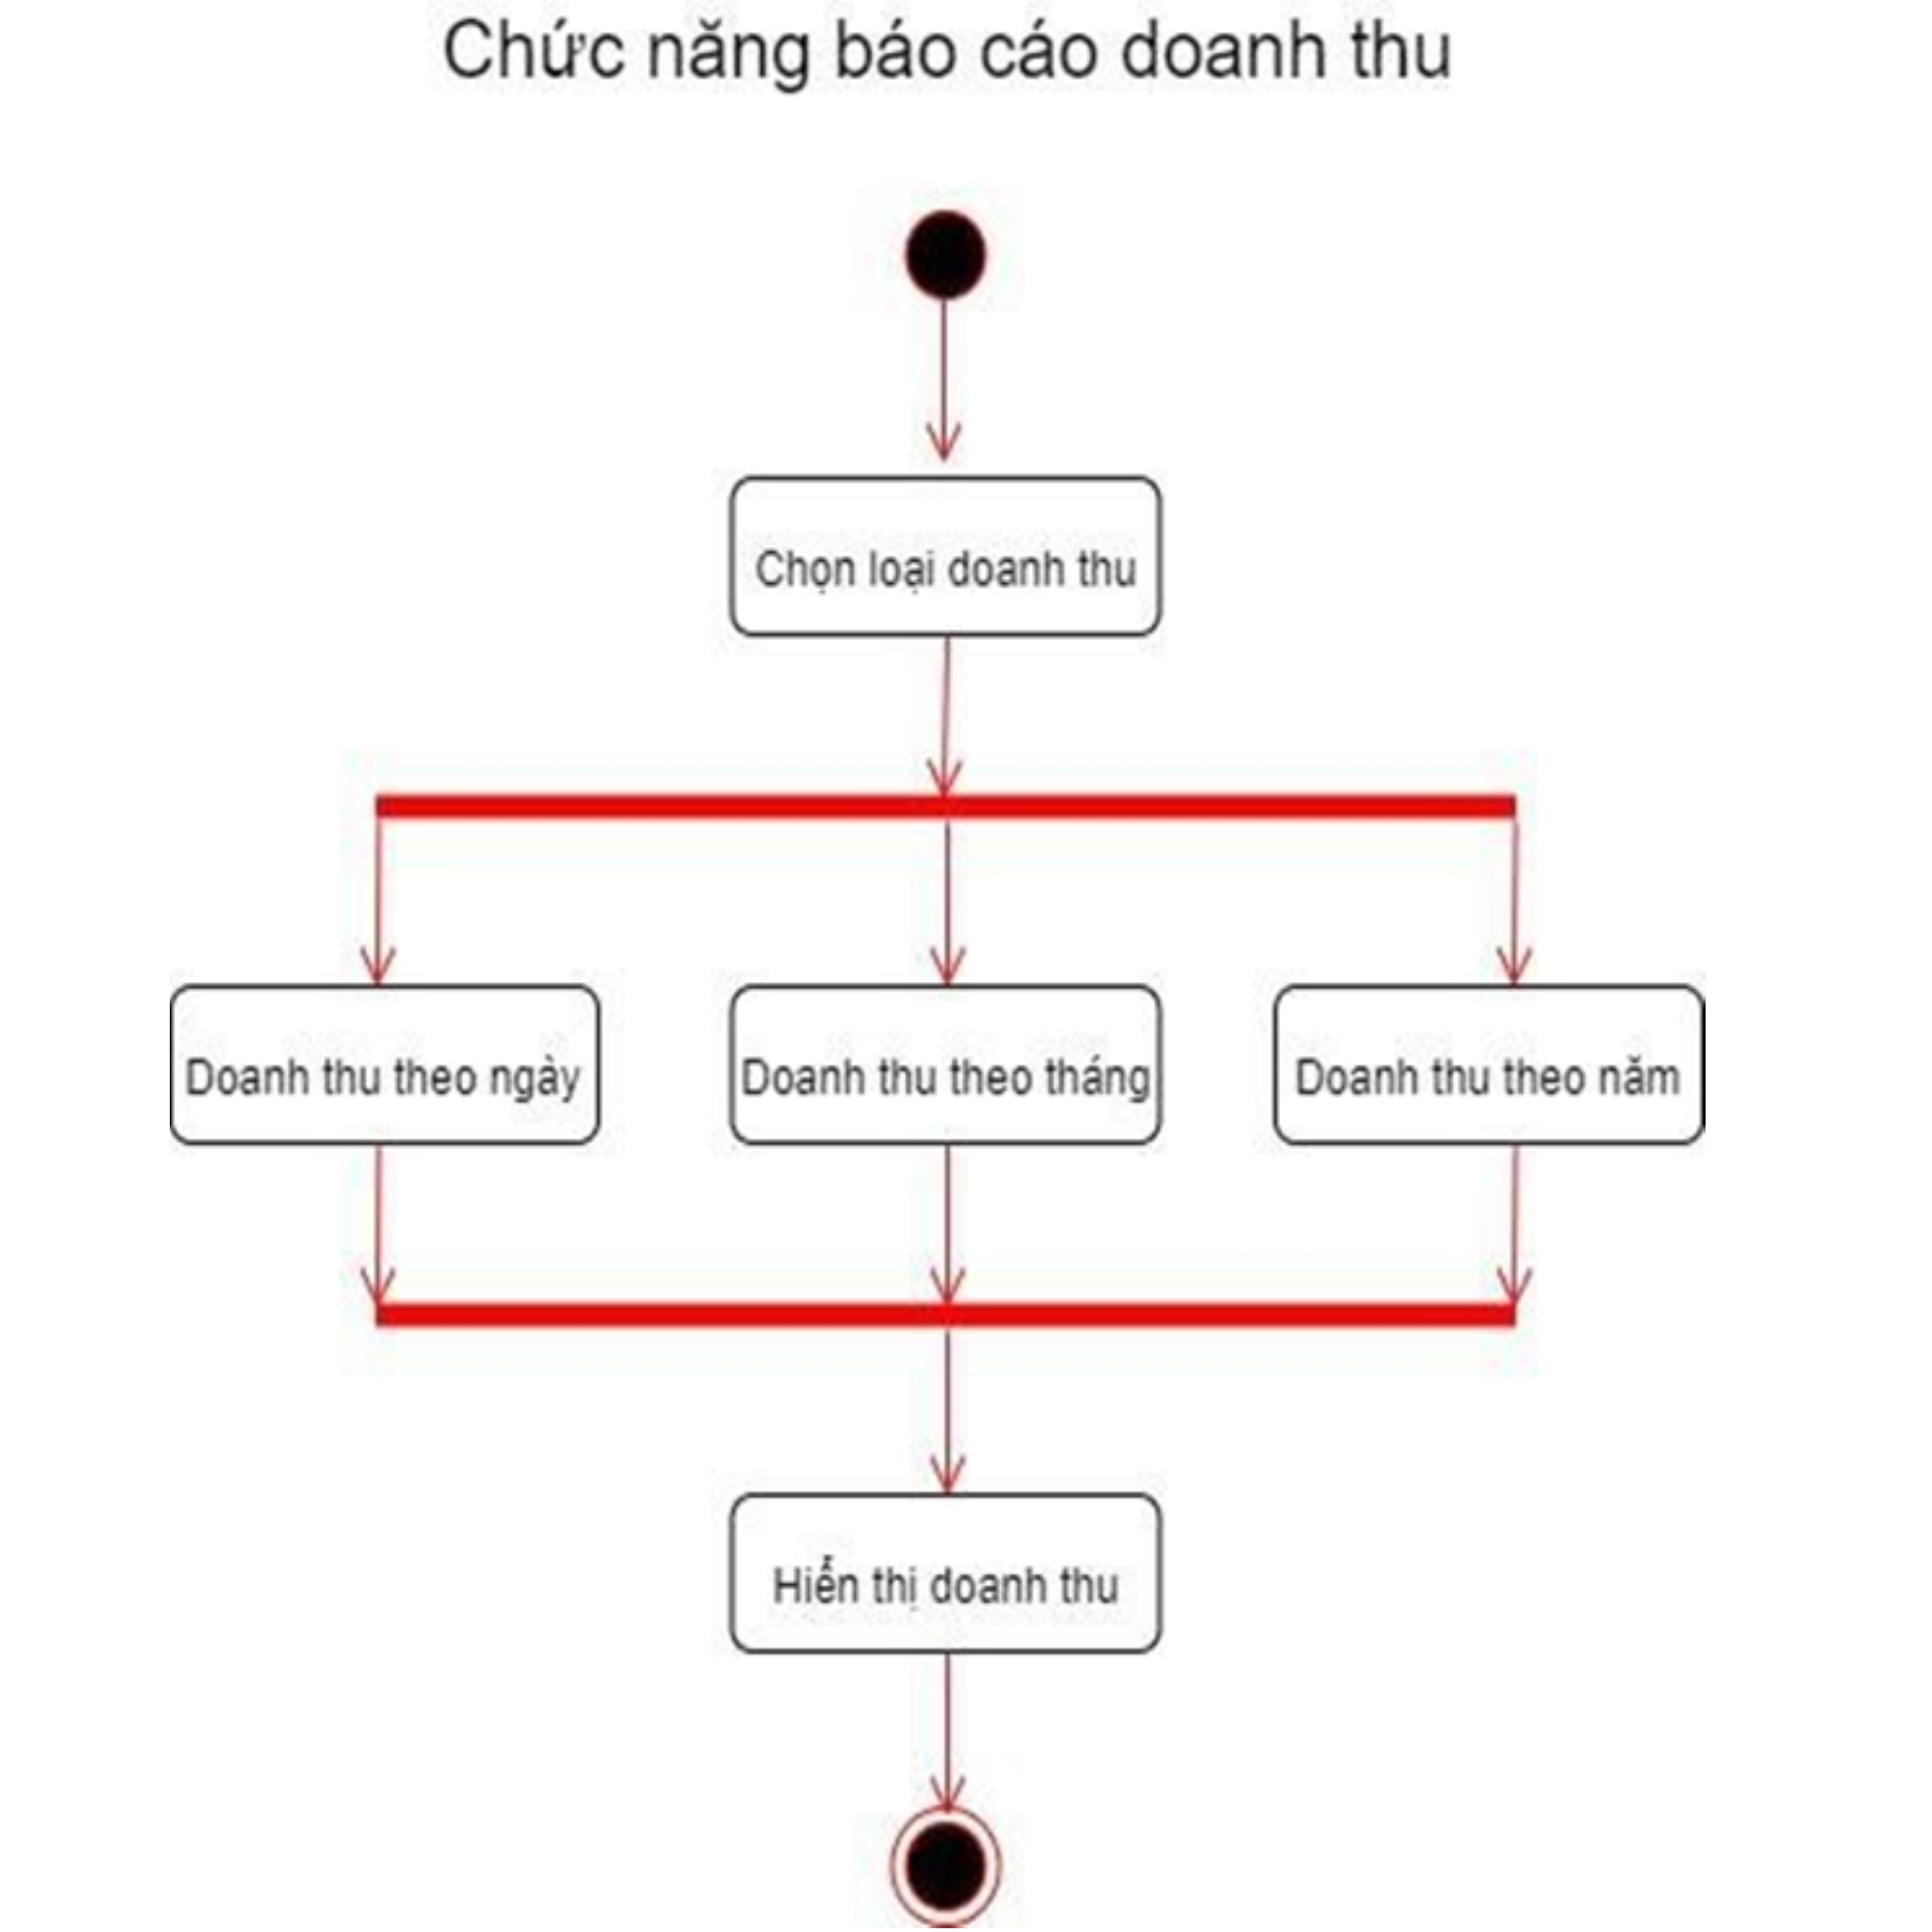 Chức năng báo cáo doanh thu
Chọn loại doanh thu
Doanh thu theo ngày
Doanh thu theo tháng
Doanh thu theo năm
Hiển thị doanh thu